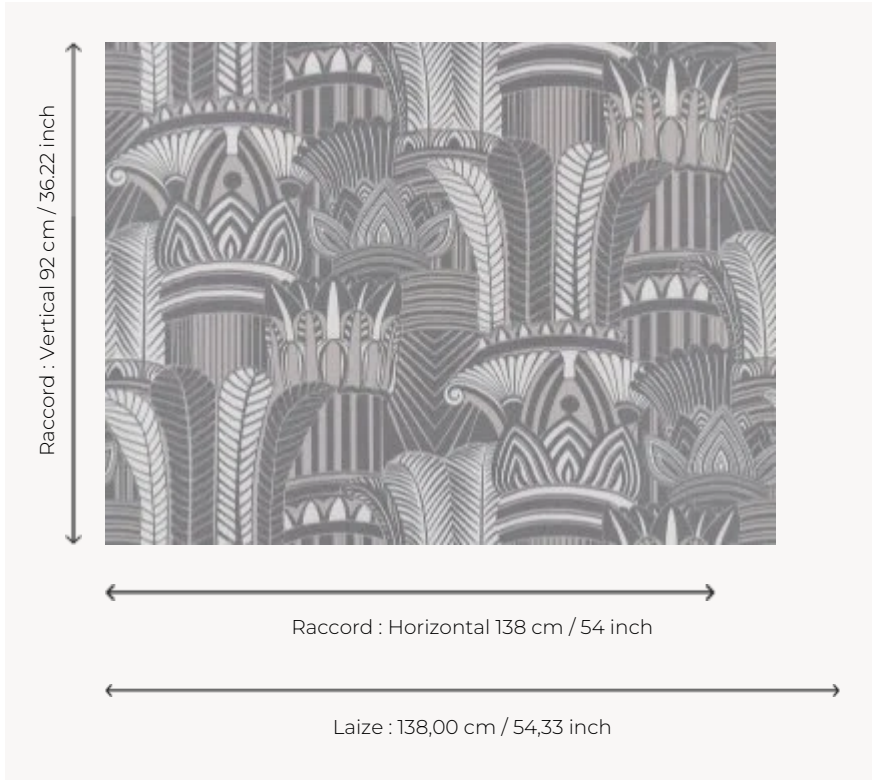 Raccord : Vertical 92 cm / 36.22 inch
Raccord : Horizontal 138 cm / 54 inch
Laize : 138,00 cm / 54,33 inch